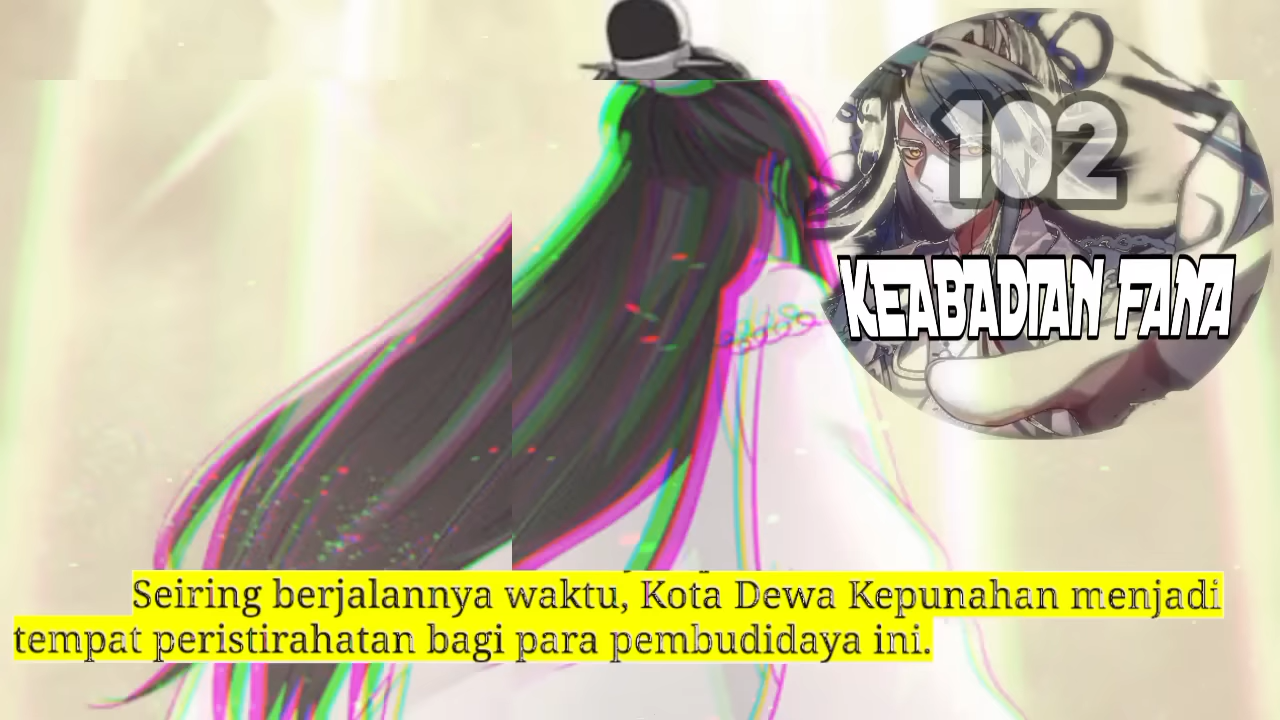 102
KEABADIAN FANA
Seiring berjalannya waktu, Kota Dewa Kepunahan menjadi
tempat peristirahatan bagi para pembudidaya ini.